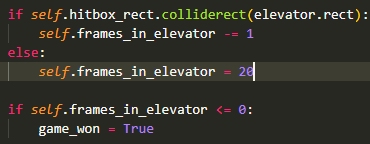 if self.hitbox_rect.colliderect(elevator.rect):
    self.frames_in_elevator -= 1
else:
    self.frames_in_elevator = 20

if self.frames_in_elevator <= 0:
    game_won = True